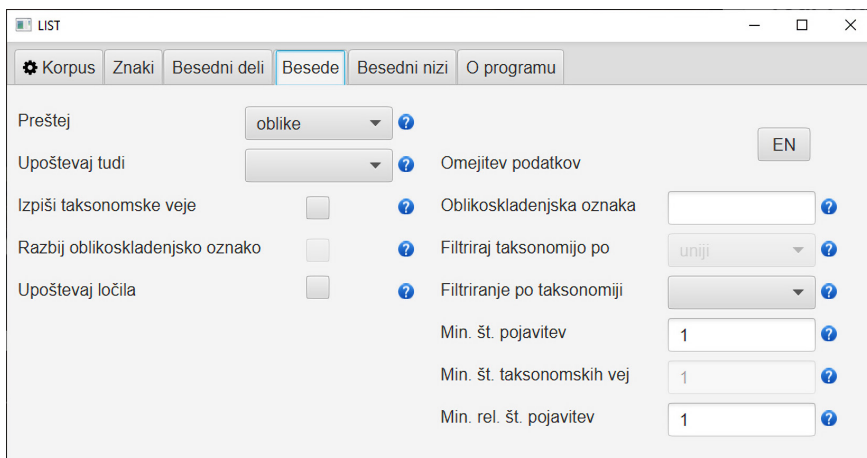 LIST
Korpus Znaki Besedni deli Besede Besedni nizi O programu
Preštej oblike
EN
Upoštevaj tudi Omejitev podatkov
Izpiši taksonomske veje Oblikoskladenjska oznaka
Razbij oblikoskladenjsko oznako Filtriraj taksonomijo po uniji
Upoštevaj ločila Filtriranje po taksonomiji
Min. št. pojavitev 1
Min. št. taksonomskih vej 1
Min. rel. št. pojavitev 1